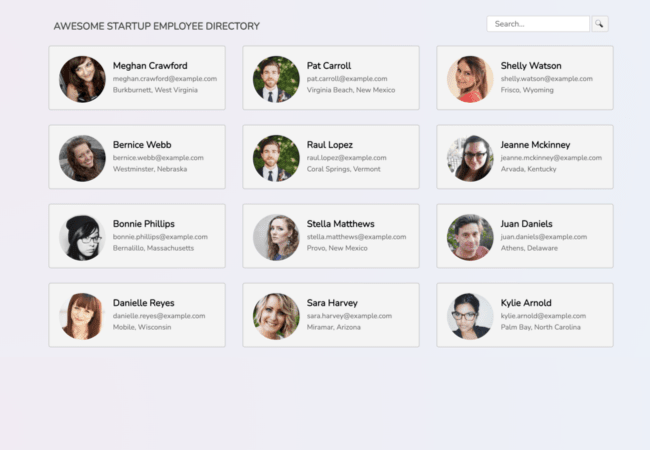 AWESOME STARTUP EMPLOYEE DIRECTORY
Search...
Meghan Crawford
meghan.crawford@example.com
Burkburnett, West Virginia
Pat Carroll
pat.carroll@example.com
Virginia Beach, New Mexico
Shelly Watson
shelly.watson@example.com
Frisco, Wyoming
Bernice Webb
bernice.webb@example.com
Westminster, Nebraska
Raul Lopez
raul.lopez@example.com
Coral Springs, Vermont
Jeanne Mckinney
jeanne.mckinney@example.com
Arvada, Kentucky
Bonnie Phillips
bonnie.phillips@example.com
Bernalillo, Massachusetts
Stella Matthews
stella.matthews@example.com
Provo, New Mexico
Juan Daniels
juan.daniels@example.com
Athens, Delaware
Danielle Reyes
danielle.reyes@example.com
Mobile, Wisconsin
Sara Harvey
sara.harvey@example.com
Miramar, Arizona
Kylie Arnold
kylie.arnold@example.com
Palm Bay, North Carolina